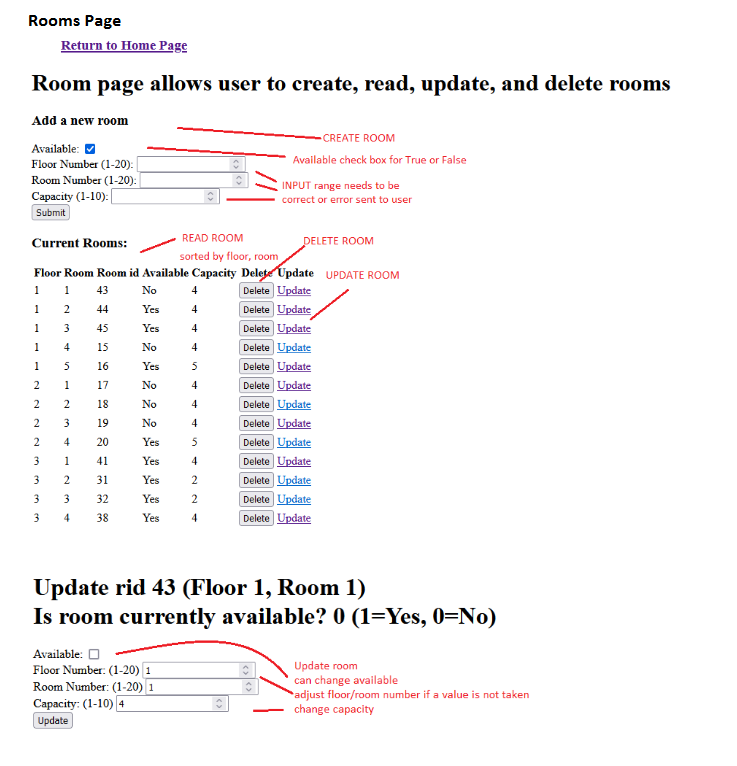 Rooms Page
Return to Home Page
Room page allows user to create, read, update, and delete rooms
Add a new room
CREATE ROOM
Available:
Available check box for True or False
Floor Number (1-20):
Room Number (1-20):
INPUT range needs to be
Capacity (1-10):
correct or error sent to user
Submit
Current Rooms:
READ ROOM
DELETE ROOM
sorted by floor, room
UPDATE ROOM
Floor Room Room id Available Capacity Delete Update
1 1 43 No 4 Delete Update
1 2 44 Yes 4 Delete Update
1 3 45 Yes 4 Delete Update
1 4 15 No 4 Delete Update
1 5 16 Yes 5 Delete Update
2 1 17 No 4 Delete Update
2 2 18 No 4 Delete Update
2 3 19 No 4 Delete Update
2 4 20 Yes 5 Delete Update
3 1 41 Yes 4 Delete Update
3 2 31 Yes 2 Delete Update
3 3 32 Yes 2 Delete Update
3 4 38 Yes 4 Delete Update
Update rid 43 (Floor 1, Room 1)
Is room currently available? 0 (1=Yes, 0=No)
Available:
Floor Number: (1-20) 1
Room Number: (1-20) 1
Capacity: (1-10) 4
Update
Update room
can change available
adjust floor/room number if a value is not taken
change capacity